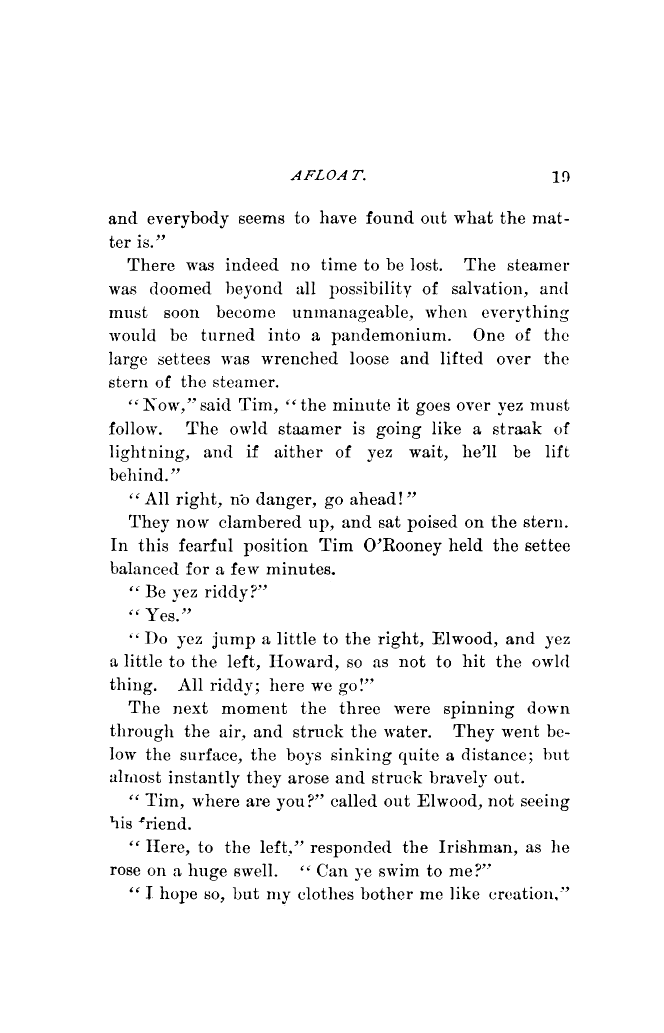 AFLOAT. 19
and everybody seems to have found out what the mat-
ter is.”
There was indeed no time to be lost. The steamer
was doomed beyond all possibility of salvation, and
must soon become unmanageable, when everything
would be turned into a pandemonium. One of the
large settees was wrenched loose and lifted over the
stern of the steamer.
“Now,” said Tim, “the minute it goes over yez must
follow. The owld staamer is going like a straak of
lightning, and if aither of yez wait, he’ll be lift
behind.”
“All right, no danger, go ahead!”
They now clambered up, and sat poised on the stern.
In this fearful position Tim O’Rooney held the settee
balanced for a few minutes.
“Be yez riddy?”
“Yes.”
“Do yez jump a little to the right, Elwood, and yez
a little to the left, Howard, so as not to hit the owld
thing. All riddy; here we go!”
The next moment the three were spinning down
through the air, and struck the water. They went be-
low the surface, the boys sinking quite a distance; but
almost instantly they arose and struck bravely out.
“Tim, where are you?” called out Elwood, not seeing
his friend.
“Here, to the left,” responded the Irishman, as he
rose on a huge swell. “Can ye swim to me?”
“I hope so, but my clothes bother me like creation,”